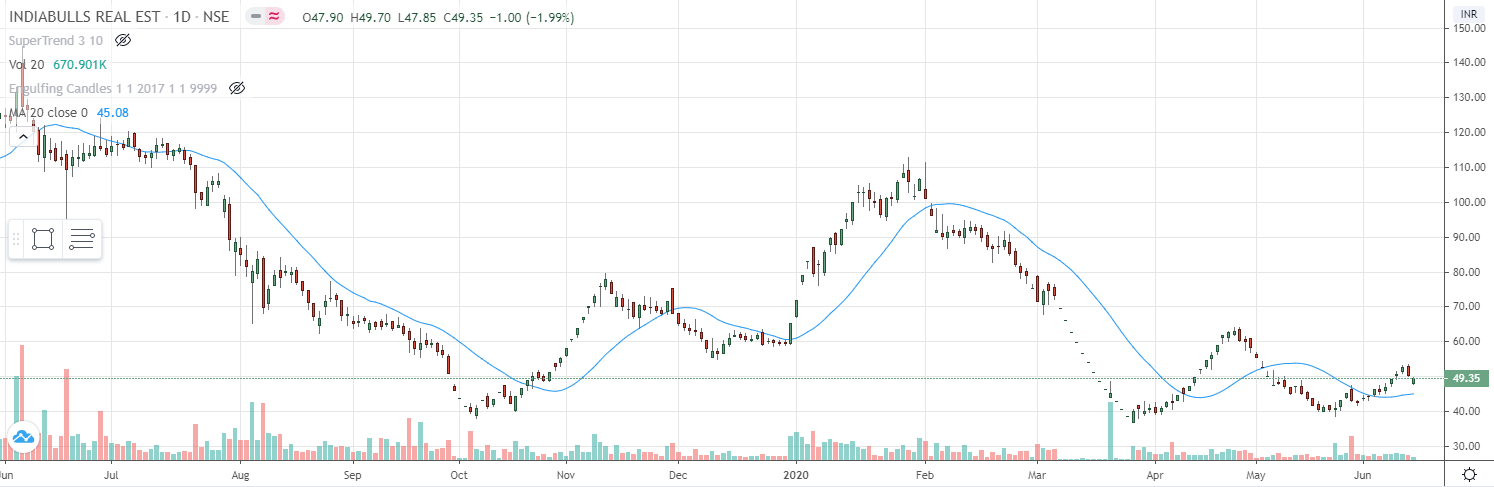 INDIABULLS REAL EST · 1D · NSE O47.90 H49.70 L47.85 C49.35 −1.00 (−1.99%)
INR
SuperTrend 3 10
150.00
Vol 20 670.901K
140.00
Engulfing Candles 1 1 2017 1 1 9999
130.00
MA 20 close 0 45.08
120.00
110.00
100.00
90.00
80.00
70.00
60.00
49.35
40.00
30.00
Jun Jul Aug Sep Oct Nov Dec 2020 Feb Mar Apr May Jun